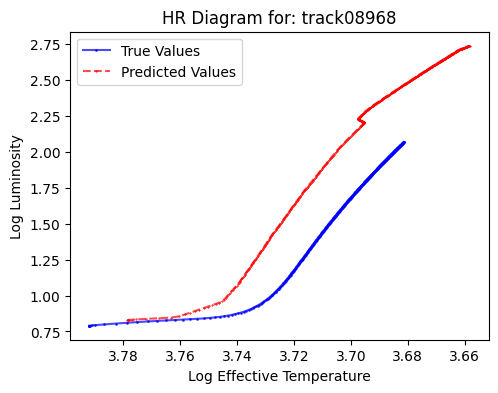 HR Diagram for: track08968
True Values
Predicted Values
Log Luminosity
2.75
2.50
2.25
2.00
1.75
1.50
1.25
1.00
0.75
3.78 3.76 3.74 3.72 3.70 3.68 3.66
Log Effective Temperature